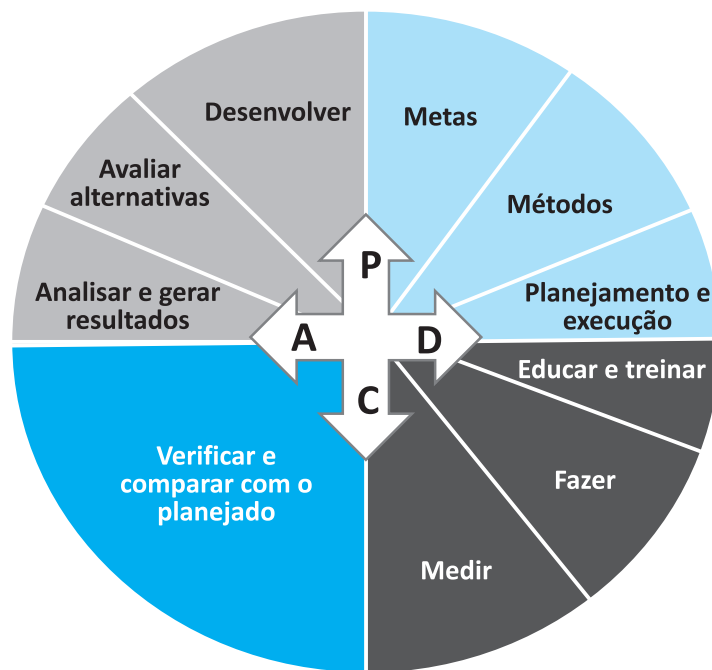 Desenvolver
Metas
Avaliar
alternativas
Métodos
Analisar e gerar
resultados
Planejamento e
execução
P
A
D
C
Educar e treinar
Fazer
Medir
Verificar e
comparar com o
planejado